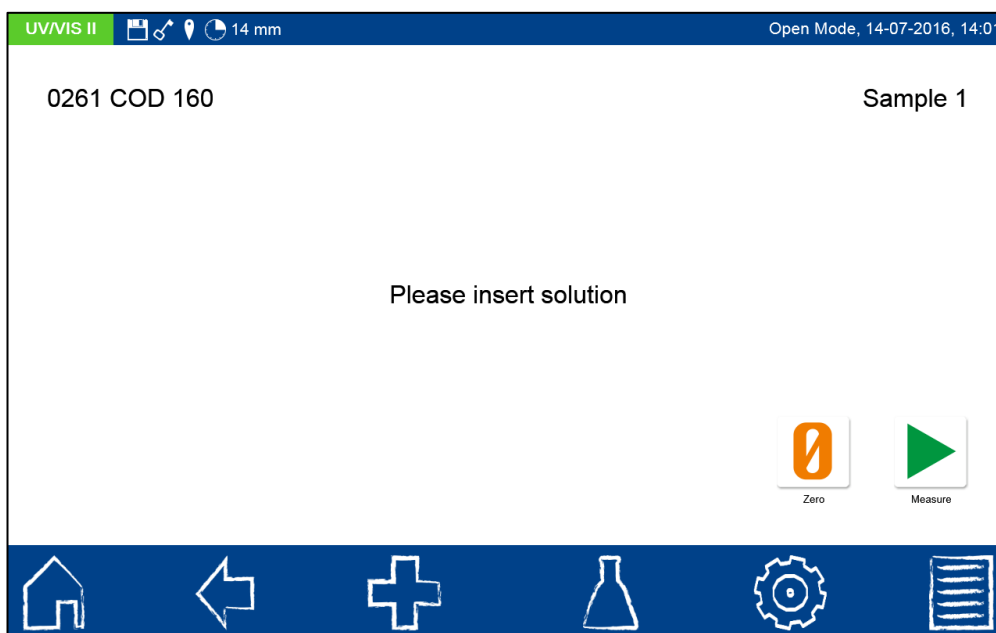 UV/VIS II 14 mm Open Mode, 14-07-2016, 14:01
0261 COD 160 Sample 1
Please insert solution
0
Zero Measure